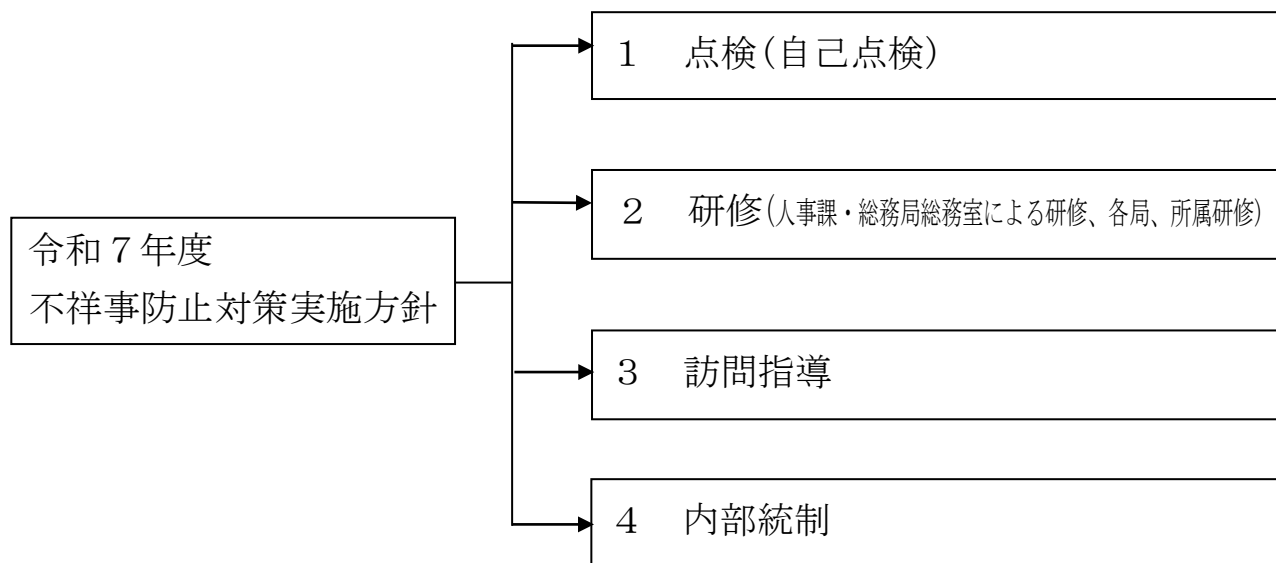 令和７年度
不祥事防止対策実施方針
１　点検（自己点検）
２　研修（人事課・総務局総務室による研修、各局、所属研修）
３　訪問指導
４　内部統制